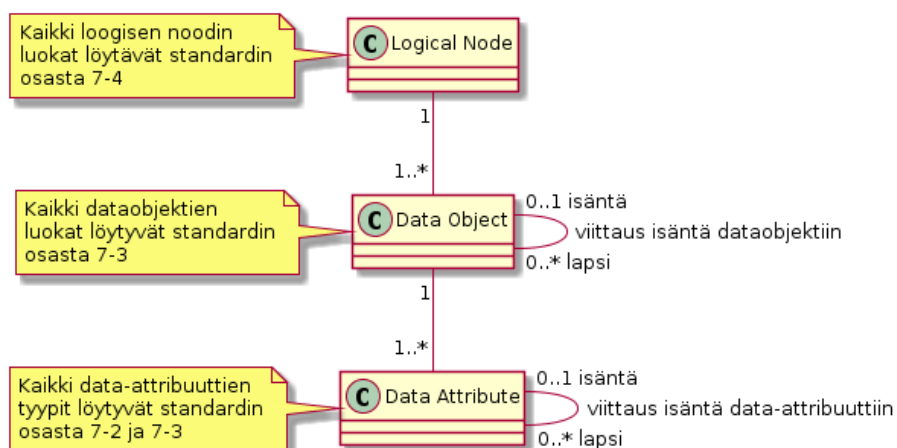 Kaikki loogisen noodin
luokat löytävät standardin
osasta 7-4
C Logical Node
1
1..*
Kaikki dataobjektien
luokat löytyvät standardin
osasta 7-3
C Data Object
0..1 isäntä
viittaus isäntä dataobjektiin
0..* lapsi
1
1..*
Kaikki data-attribuuttien
tyypit löytyvät standardin
osasta 7-2 ja 7-3
C Data Attribute
0..1 isäntä
viittaus isäntä data-attribuuttiin
0..* lapsi